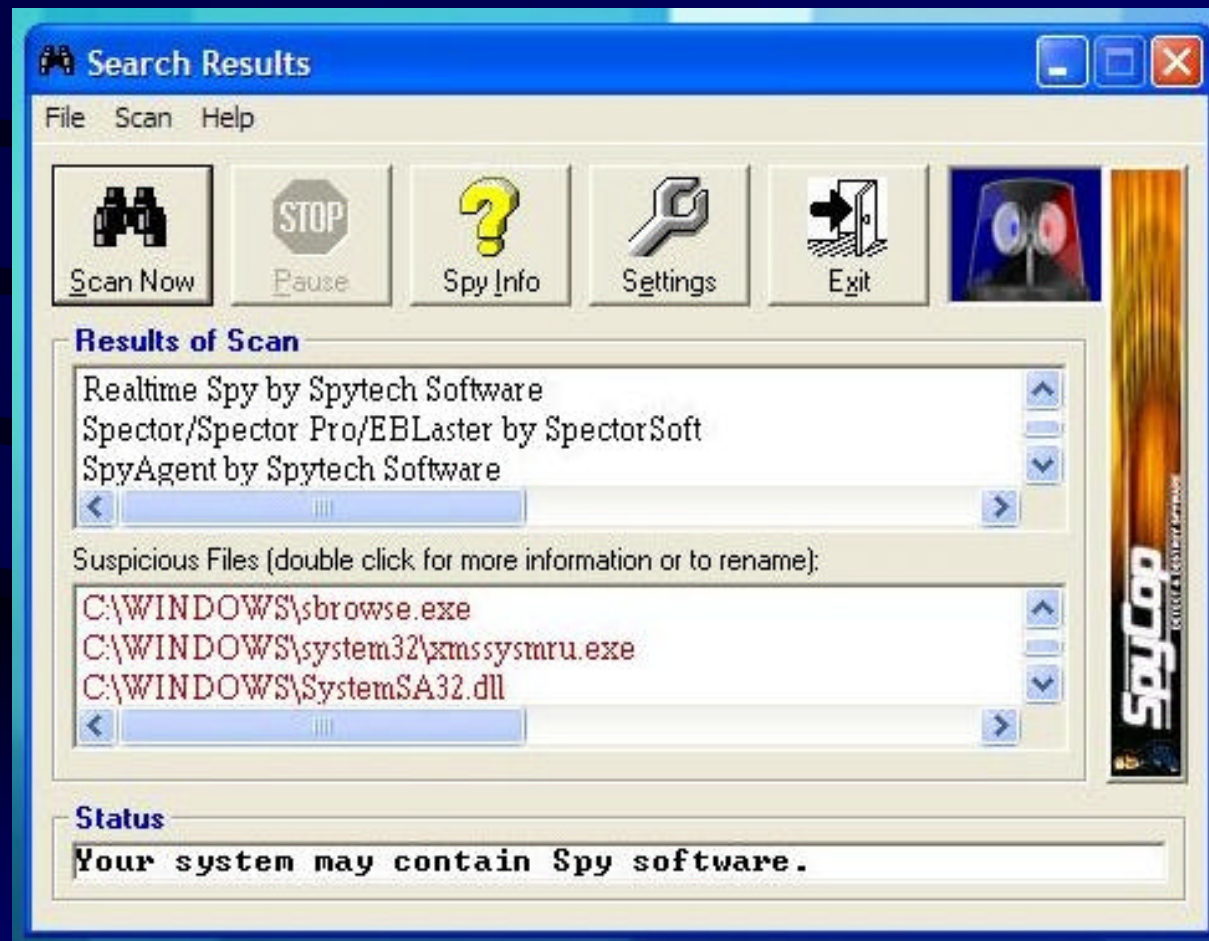 Search Results
File Scan Help
Scan Now
STOP
Pause
Spy Info
Settings
Exit
Results of Scan
Realtime Spy by Spytech Software
Spector/Spector Pro/EBLaster by SpectorSoft
SpyAgent by Spytech Software
Suspicious Files (double click for more information or to rename):
C:\WINDOWS\sbrowse.exe
C:\WINDOWS\system32\xmssysmru.exe
C:\WINDOWS\SystemSA32.dll
SpyCop
Status
Your system may contain Spy software.